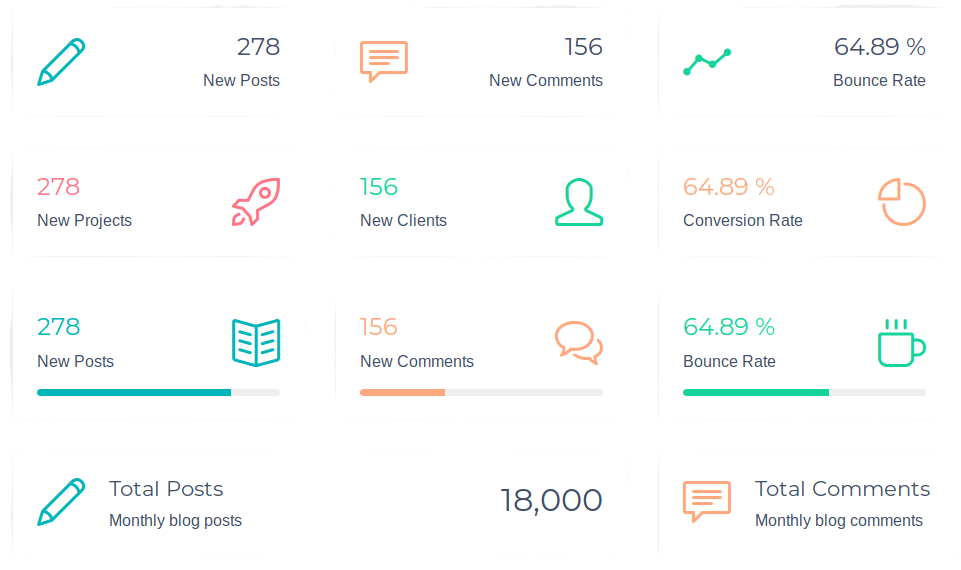 278
New Posts
156
New Comments
64.89 %
Bounce Rate
278
New Projects
156
New Clients
64.89 %
Conversion Rate
278
New Posts
156
New Comments
64.89 %
Bounce Rate
Total Posts
Monthly blog posts
18,000
Total Comments
Monthly blog comments